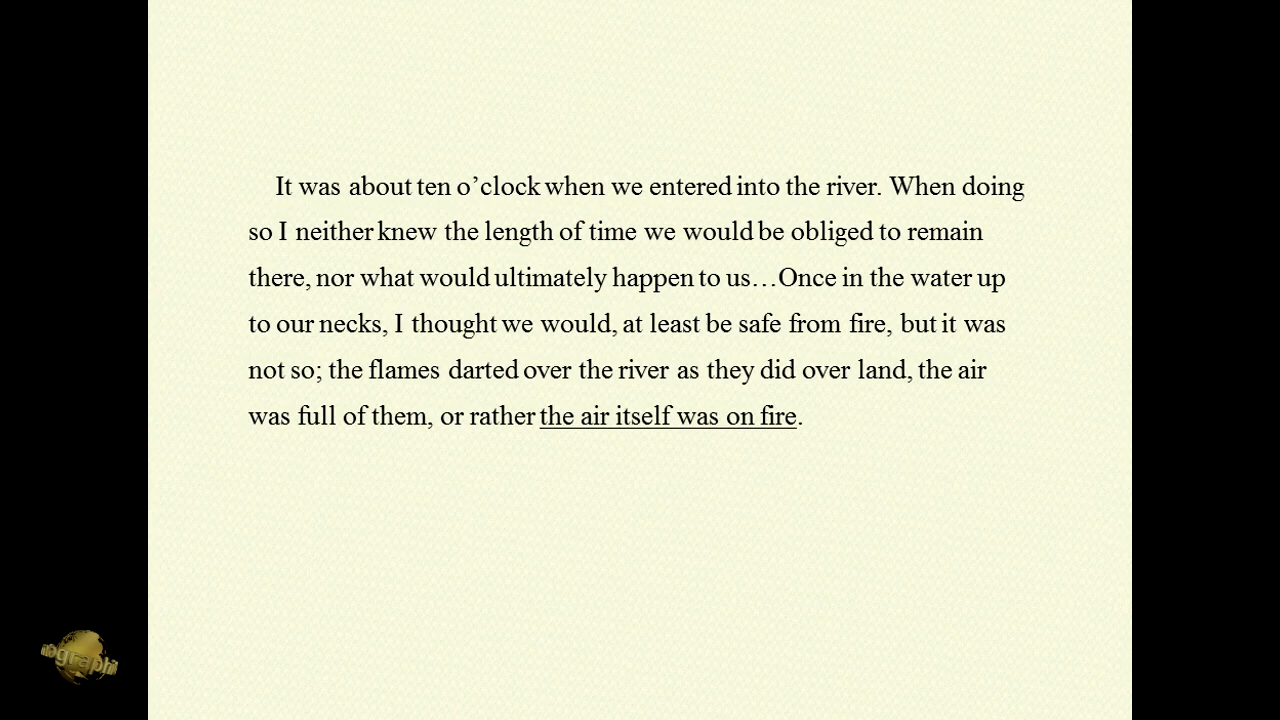 It was about ten o’clock when we entered into the river. When doing
so I neither knew the length of time we would be obliged to remain
there, nor what would ultimately happen to us…Once in the water up
to our necks, I thought we would, at least be safe from fire, but it was
not so; the flames darted over the river as they did over land, the air
was full of them, or rather the air itself was on fire.